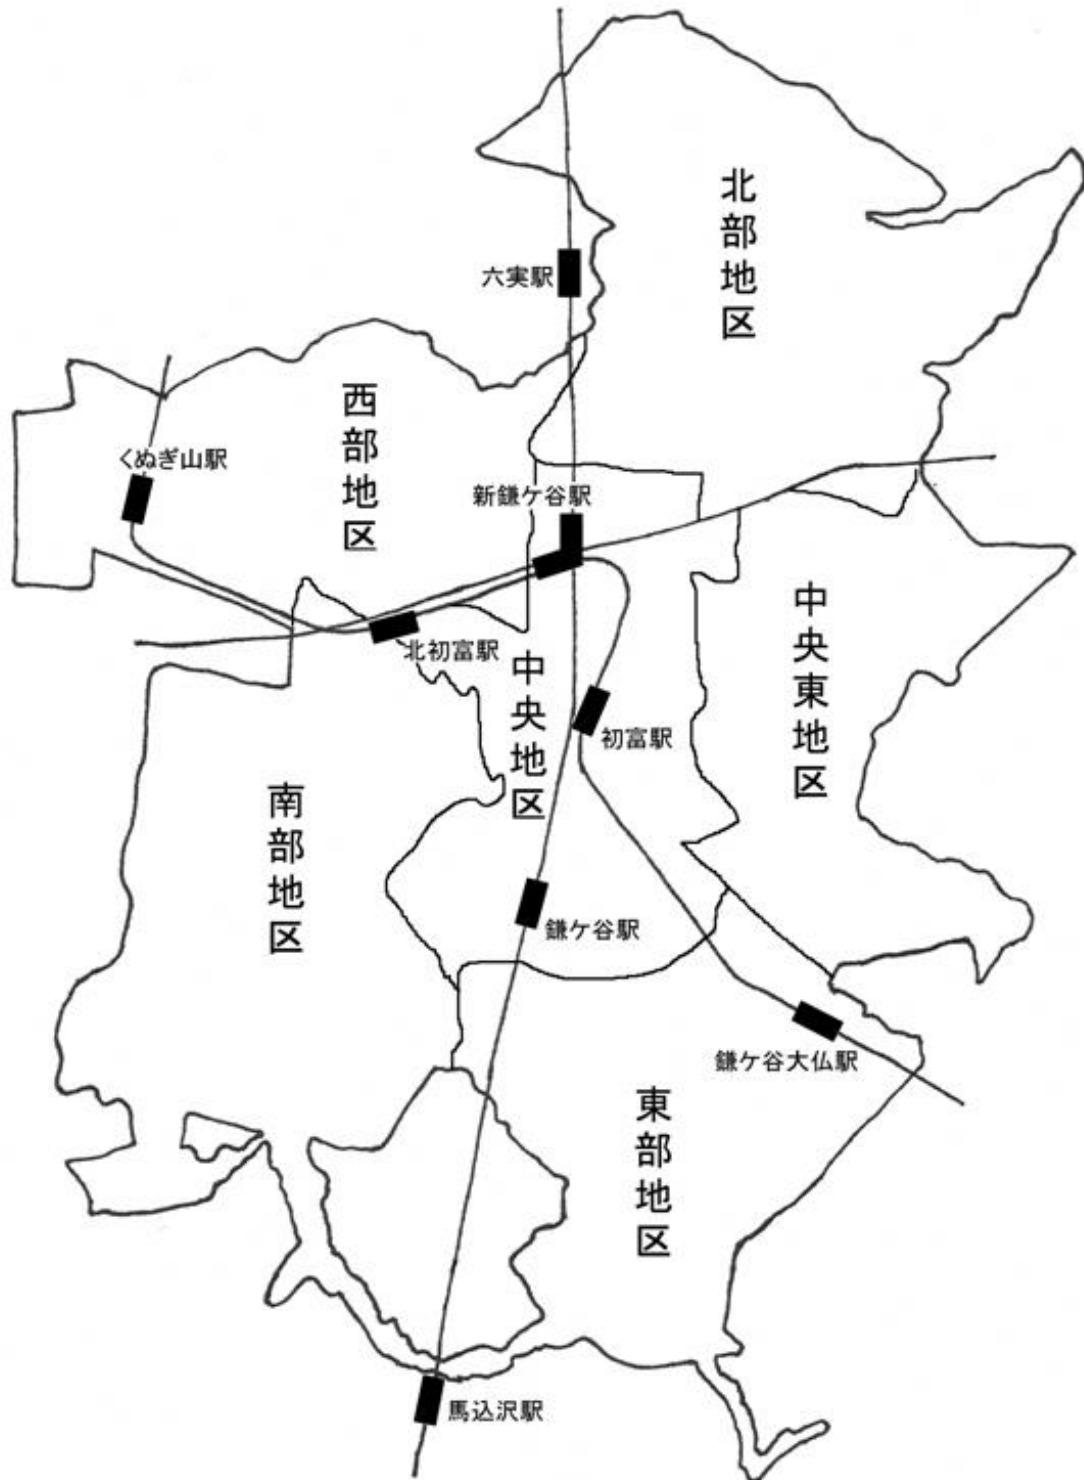 北部地区
六実駅
西部地区
くぬぎ山駅
新鎌ケ谷駅
中央東地区
北初富駅
中央地区
初富駅
南部地区
鎌ケ谷駅
鎌ケ谷大仏駅
東部地区
馬込沢駅